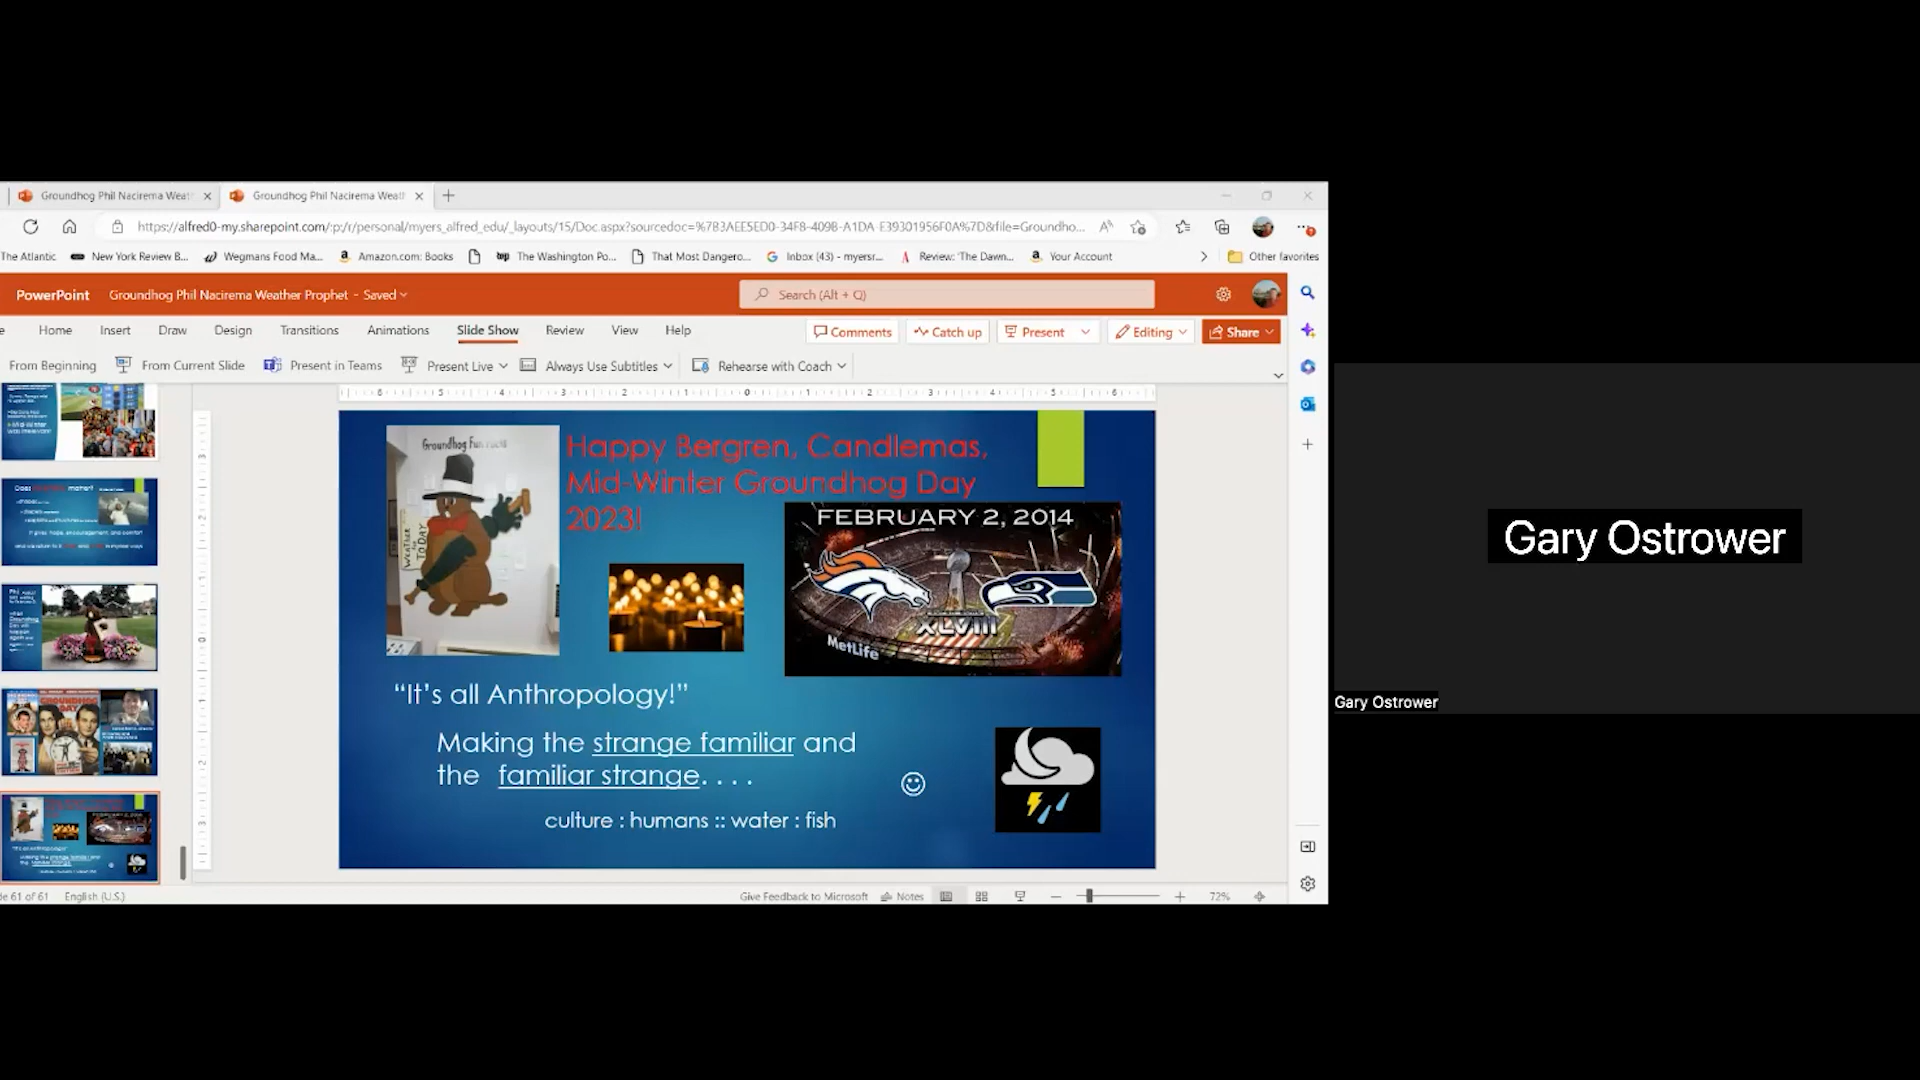 Groundhog Phil Nacirema Weat
Groundhog Phil Nacirema Weat
https://alfred0-my.sharepoint.com/:p:/r/personal/myers_alfred_edu/_layouts/15/Doc.aspx?sourcedoc=%7B3AEE5ED0-34F8-409B-A1DA-E39301956F0A%7D&file=Groundho...
The Atlantic
New York Review B...
Wegmans Food Ma...
Amazon.com: Books
The Washington Po...
That Most Dangero...
Inbox (43) - myersr...
Review: 'The Dawn...
Your Account
Other favorites
PowerPoint
Groundhog Phil Nacirema Weather Prophet - Saved
Search (Alt + Q)
Home Insert Draw Design Transitions Animations Slide Show Review View Help
Comments Catch up Present Editing Share
From Beginning From Current Slide Present in Teams Present Live Always Use Subtitles Rehearse with Coach
Groundhog Fun
WEATHER
TODAY
Happy Bergren, Candlemas,
Mid-Winter Groundhog Day
2023!
FEBRUARY 2, 2014
XLVIII
MetLife
“It’s all Anthropology!”
Making the strange familiar and
the familiar strange. . . .
culture : humans :: water : fish
61 of 61 English (U.S.)
Give Feedback to Microsoft Notes 72%
Gary Ostrower
Gary Ostrower